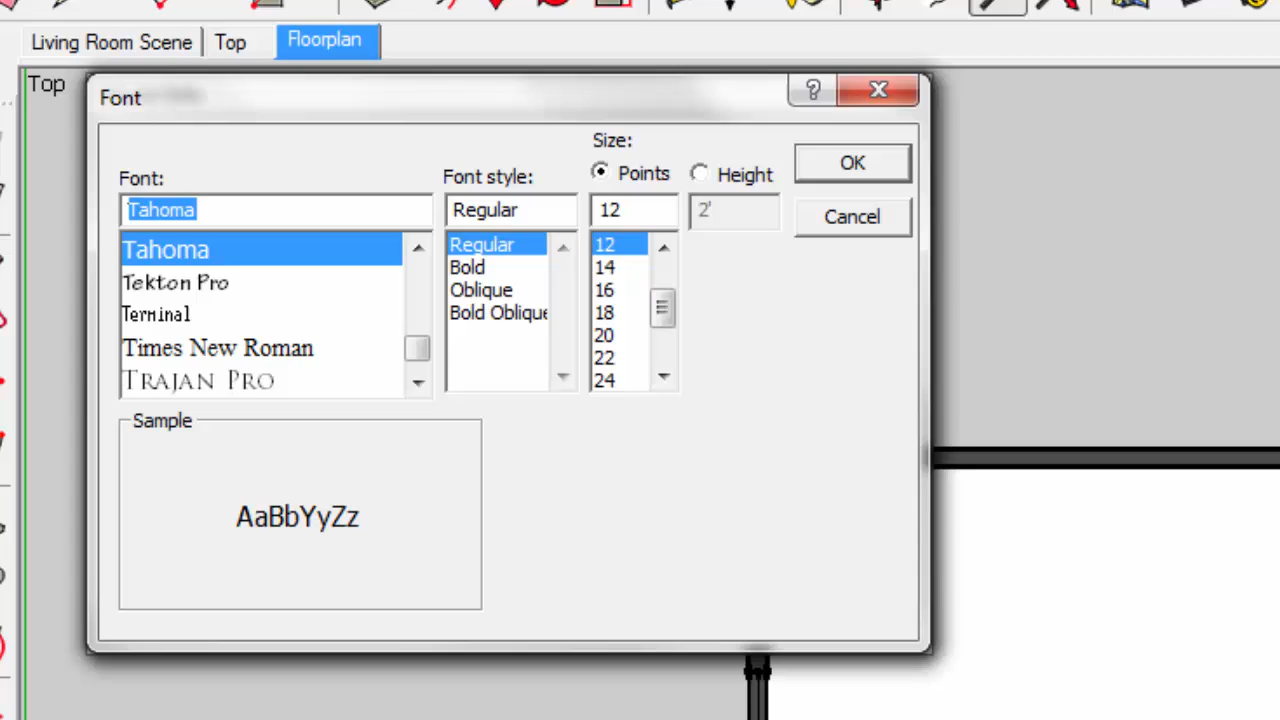 Living Room Scene
Top
Floorplan
Top
Font
?
Size:
Points
Height
OK
Font:
Font style:
Tahoma
Regular
12
2'
Cancel
Tahoma
Tekton Pro
Terminal
Times New Roman
Trajan Pro
Regular
Bold
Oblique
Bold Oblique
12
14
16
18
20
22
24
Sample
AaBbYyZz